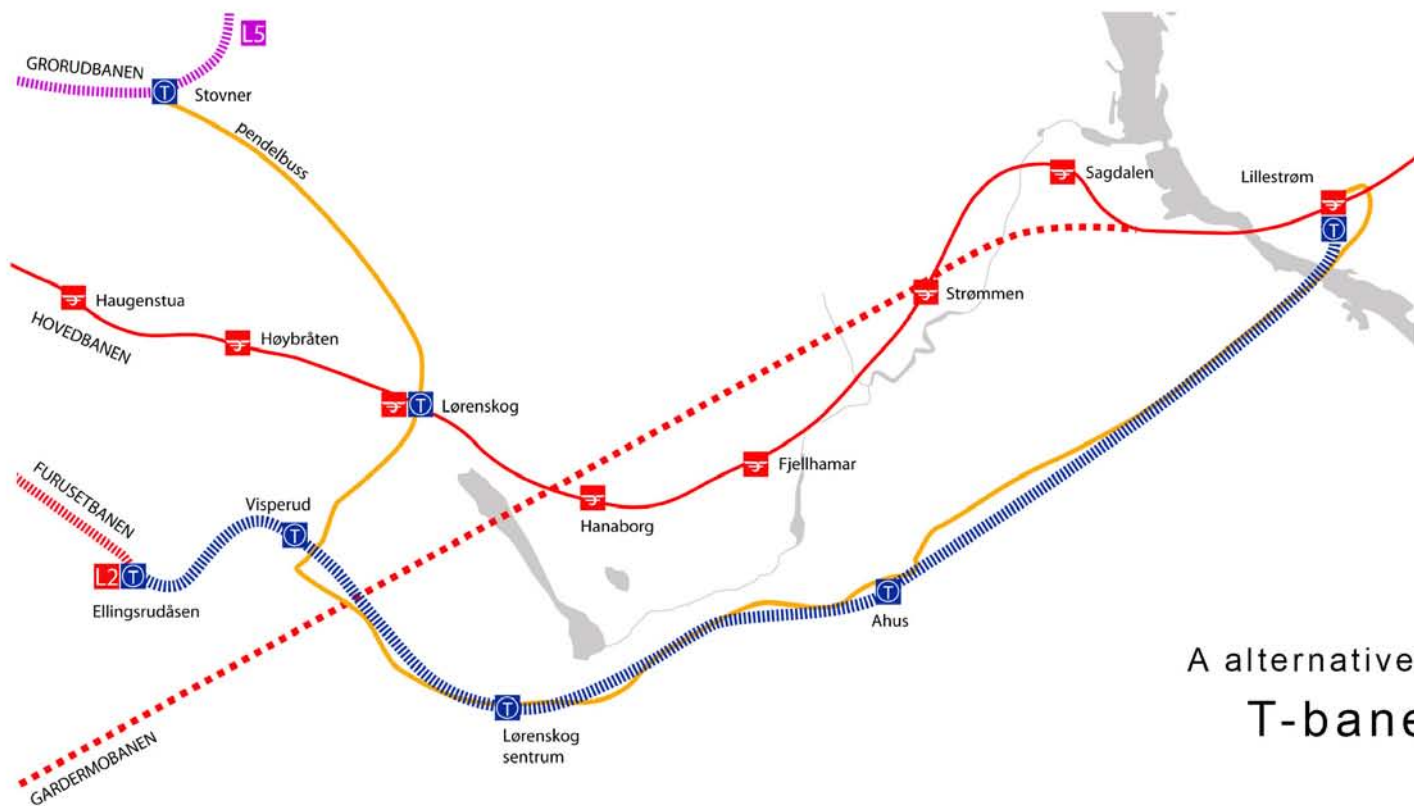 L5
GRORUDBANEN
Stovner
pendelbuss
Sagdalen
Lillestrøm
Haugenstua
Strømmen
HOVEDBANEN
Høybråten
Lørenskog
Fjellhamar
FURUSETBANEN
Visperud
Hanaborg
L2
Ellingsrudåsen
Ahus
A alternative
T-bane
Lørenskog
sentrum
GARDERMOBANEN
T
T
T
T
T
T
T